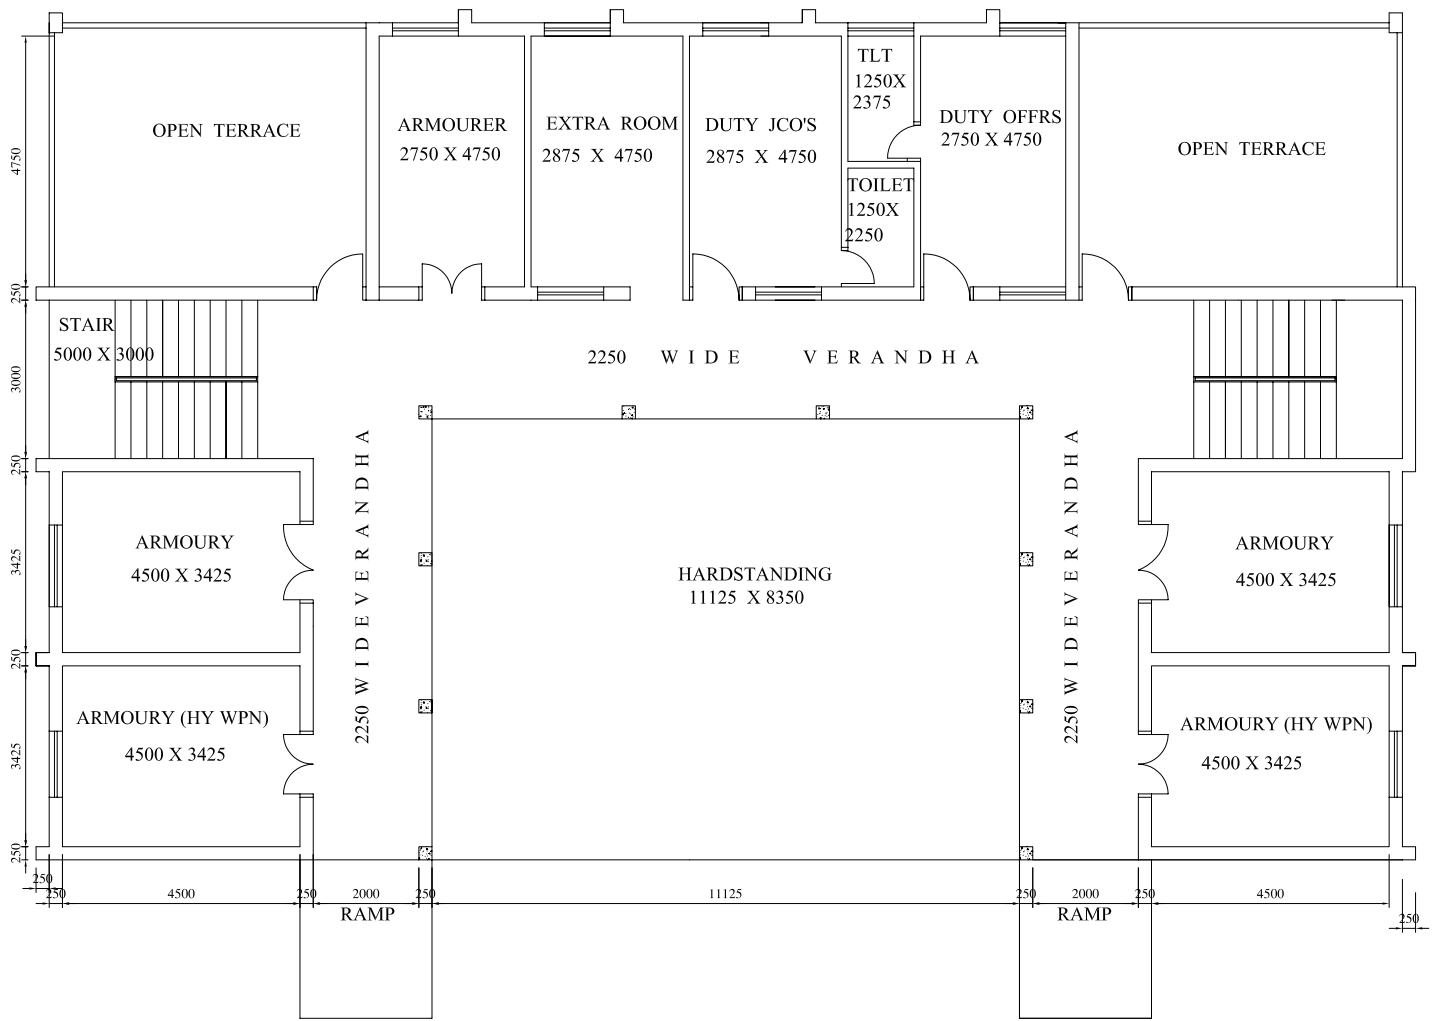 OPEN TERRACE
ARMOURER
2750 X 4750
EXTRA ROOM
2875 X 4750
DUTY JCO'S
2875 X 4750
TLT
1250X
2375
TOILET
1250X
2250
DUTY OFFRS
2750 X 4750
OPEN TERRACE
4750
250
3000
250
3425
250
3425
250
STAIR
5000 X 3000
2250 WIDE VERANDHA
2250 WIDE VERANDHA
2250 WIDE VERANDHA
ARMOURY
4500 X 3425
HARDSTANDING
11125 X 8350
ARMOURY
4500 X 3425
ARMOURY (HY WPN)
4500 X 3425
ARMOURY (HY WPN)
4500 X 3425
250
250
4500
250
2000
250
11125
250
2000
250
4500
250
RAMP
RAMP